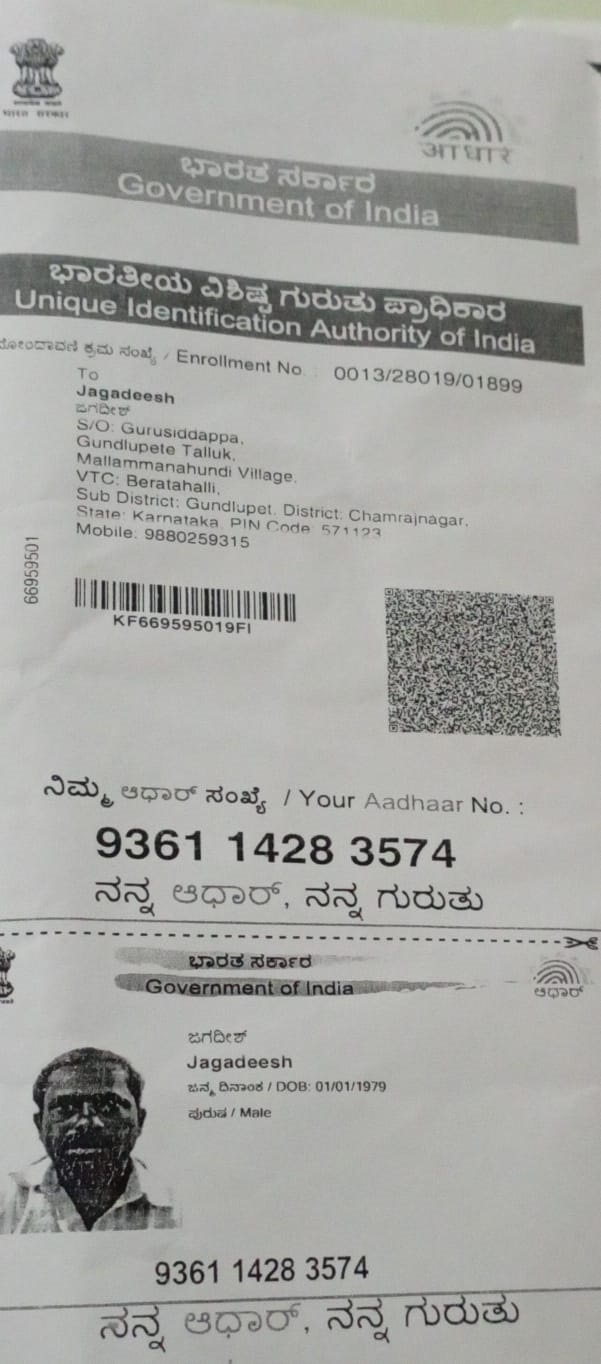 भारत सरकार
आधार
ಭಾರತ ಸರ್ಕಾರ
Government of India
ಭಾರತೀಯ ವಿಶಿಷ್ಟ ಗುರುತು ಪ್ರಾಧಿಕಾರ
Unique Identification Authority of India
ನೋಂದಾವಣಿ ಕ್ರಮ ಸಂಖ್ಯೆ / Enrollment No. : 0013/28019/01899
To
Jagadeesh
ಜಗದೀಶ್
S/O: Gurusiddappa,
Gundlupete Talluk,
Mallammanahundi Village,
VTC: Beratahalli,
Sub District: Gundlupet, District: Chamrajnagar,
State: Karnataka, PIN Code: 571123
Mobile: 9880259315
66959501
KF669595019FI
ನಿಮ್ಮ ಆಧಾರ್ ಸಂಖ್ಯೆ / Your Aadhaar No. :
9361 1428 3574
ನನ್ನ ಆಧಾರ್, ನನ್ನ ಗುರುತು
ಭಾರತ ಸರ್ಕಾರ
Government of India
ಆಧಾರ್
ಜಗದೀಶ್
Jagadeesh
ಜನ್ಮ ದಿನಾಂಕ / DOB: 01/01/1979
ಪುರುಷ / Male
9361 1428 3574
ನನ್ನ ಆಧಾರ್, ನನ್ನ ಗುರುತು